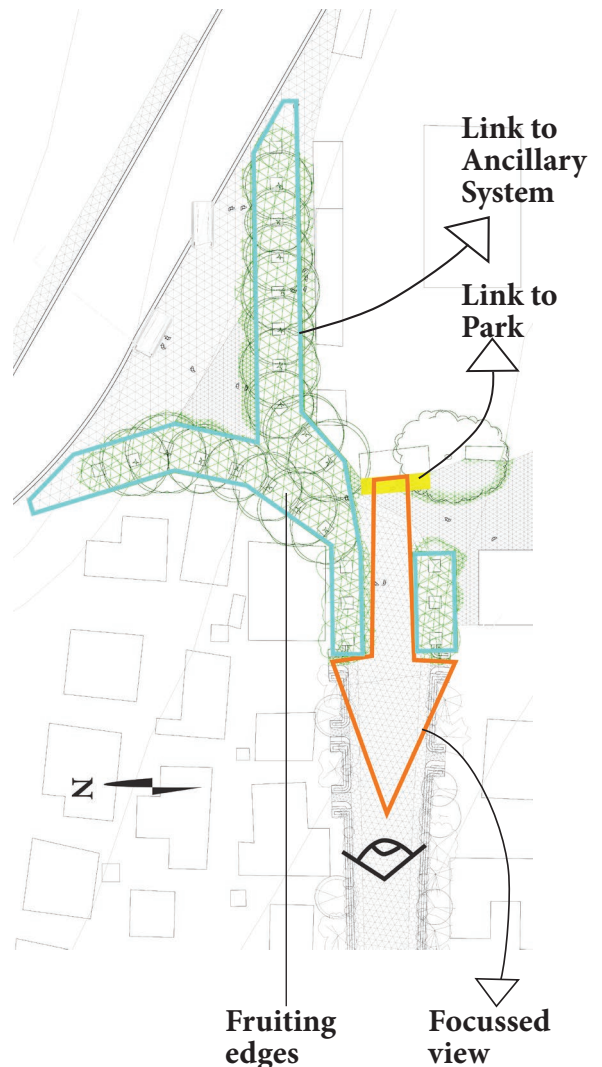 Link to
Ancillary
System
Link to
Park
N
Fruiting
edges
Focussed
view